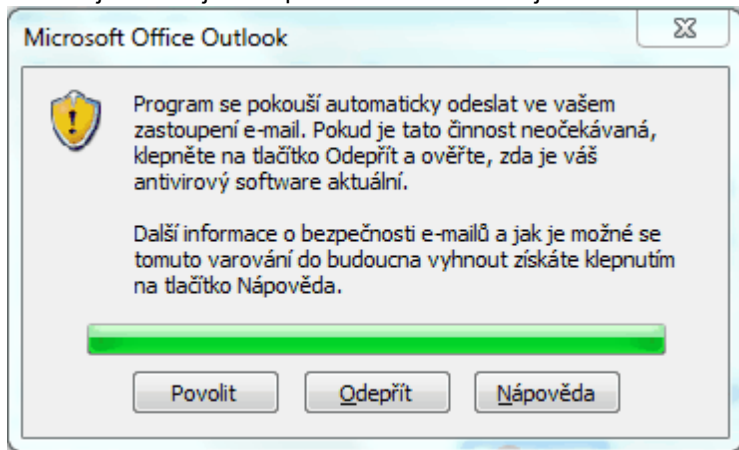 Microsoft Office Outlook
Program se pokouší automaticky odeslat ve vašem
zastoupení e-mail. Pokud je tato činnost neočekávaná,
klepněte na tlačítko Odepřít a ověřte, zda je váš
antivirový software aktuální.
Další informace o bezpečnosti e-mailů a jak je možné se
tomuto varování do budoucna vyhnout získáte klepnutím
na tlačítko Nápověda.
Povolit Odepřít Nápověda